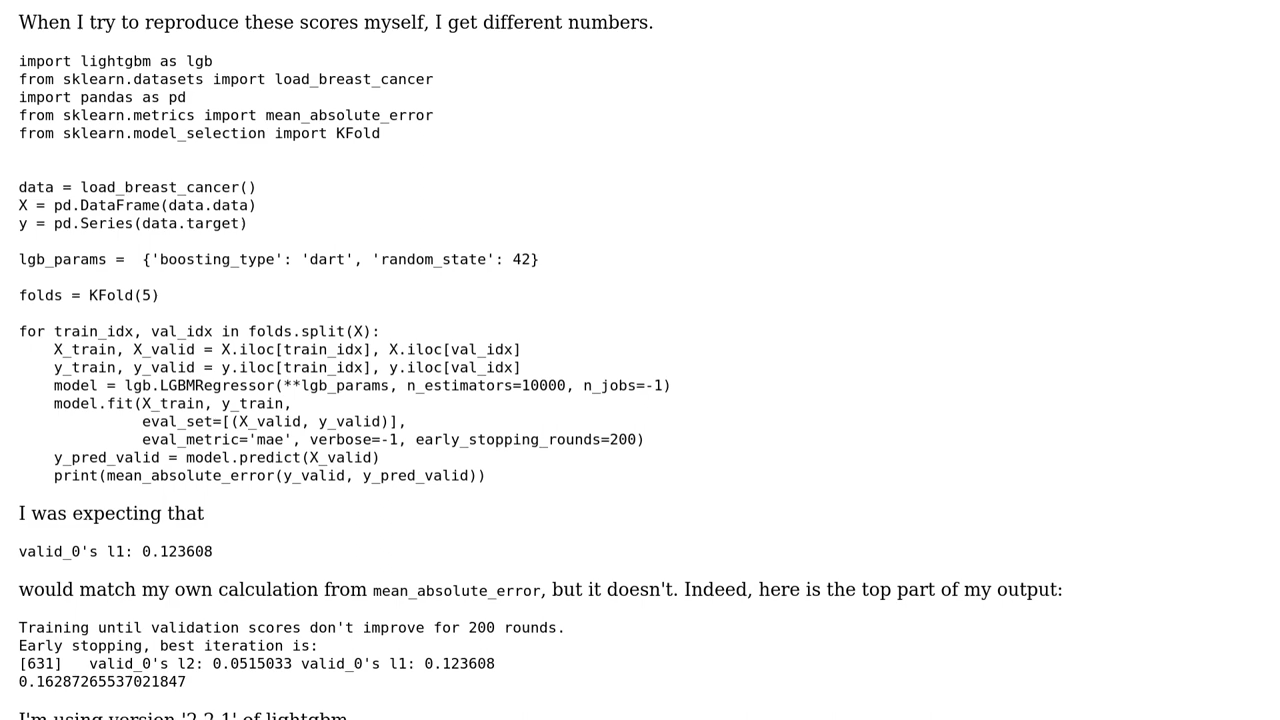 When I try to reproduce these scores myself, I get different numbers.
import lightgbm as lgb
from sklearn.datasets import load_breast_cancer
import pandas as pd
from sklearn.metrics import mean_absolute_error
from sklearn.model_selection import KFold
data = load_breast_cancer()
X = pd.DataFrame(data.data)
y = pd.Series(data.target)
lgb_params =  {'boosting_type': 'dart', 'random_state': 42}
folds = KFold(5)
for train_idx, val_idx in folds.split(X):
    X_train, X_valid = X.iloc[train_idx], X.iloc[val_idx]
    y_train, y_valid = y.iloc[train_idx], y.iloc[val_idx]
    model = lgb.LGBMRegressor(**lgb_params, n_estimators=10000, n_jobs=-1)
    model.fit(X_train, y_train,
              eval_set=[(X_valid, y_valid)],
              eval_metric='mae', verbose=-1, early_stopping_rounds=200)
    y_pred_valid = model.predict(X_valid)
    print(mean_absolute_error(y_valid, y_pred_valid))
I was expecting that
valid_0's l1: 0.123608
would match my own calculation from mean_absolute_error, but it doesn't. Indeed, here is the top part of my output:
Training until validation scores don't improve for 200 rounds.
Early stopping, best iteration is:
[631]   valid_0's l2: 0.0515033 valid_0's l1: 0.123608
0.16287265537021847
I'm using version '2.2.1' of lightgbm